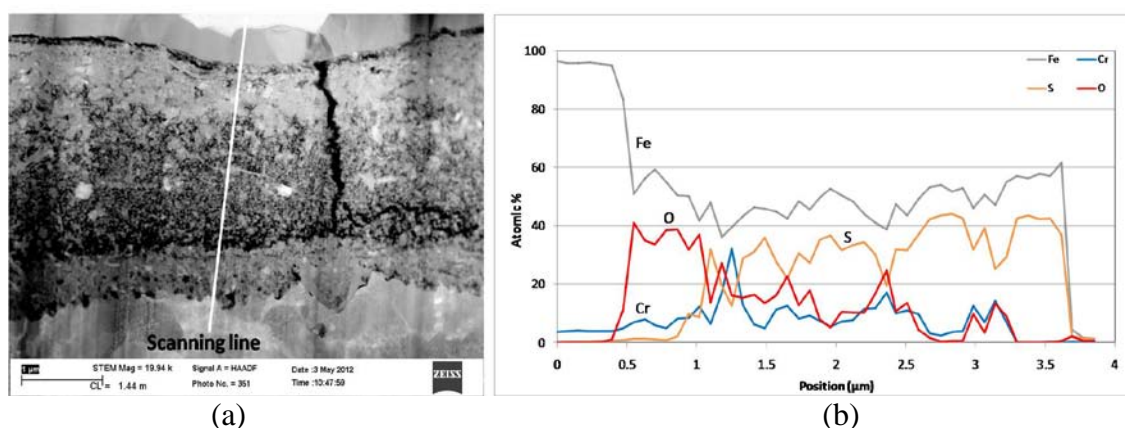 Scanning line
1 µm
STEM Mag = 19.94 k
CL = 1.44 m
Signal A = HAADF
Photo No. = 351
Date :3 May 2012
Time :10:47:59
ZEISS
(a)
Fe Cr
S O
100
80
60
40
20
0
Atomic %
Fe
O
S
Cr
0 0.5 1 1.5 2 2.5 3 3.5 4
Position (µm)
(b)